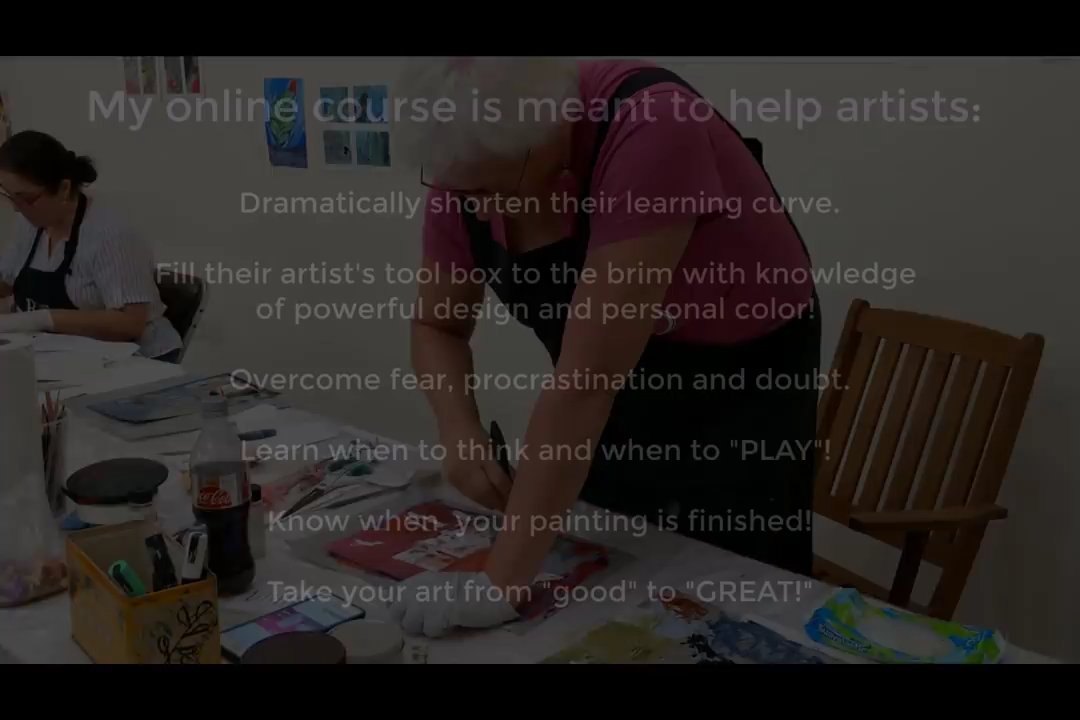 My online course is meant to help artists:
Dramatically shorten their learning curve.
Fill their artist's tool box to the brim with knowledge
of powerful design and personal color!
Overcome fear, procrastination and doubt.
Learn when to think and when to "PLAY"!
Know when your painting is finished!
Take your art from "good" to "GREAT!"
Coca-Cola